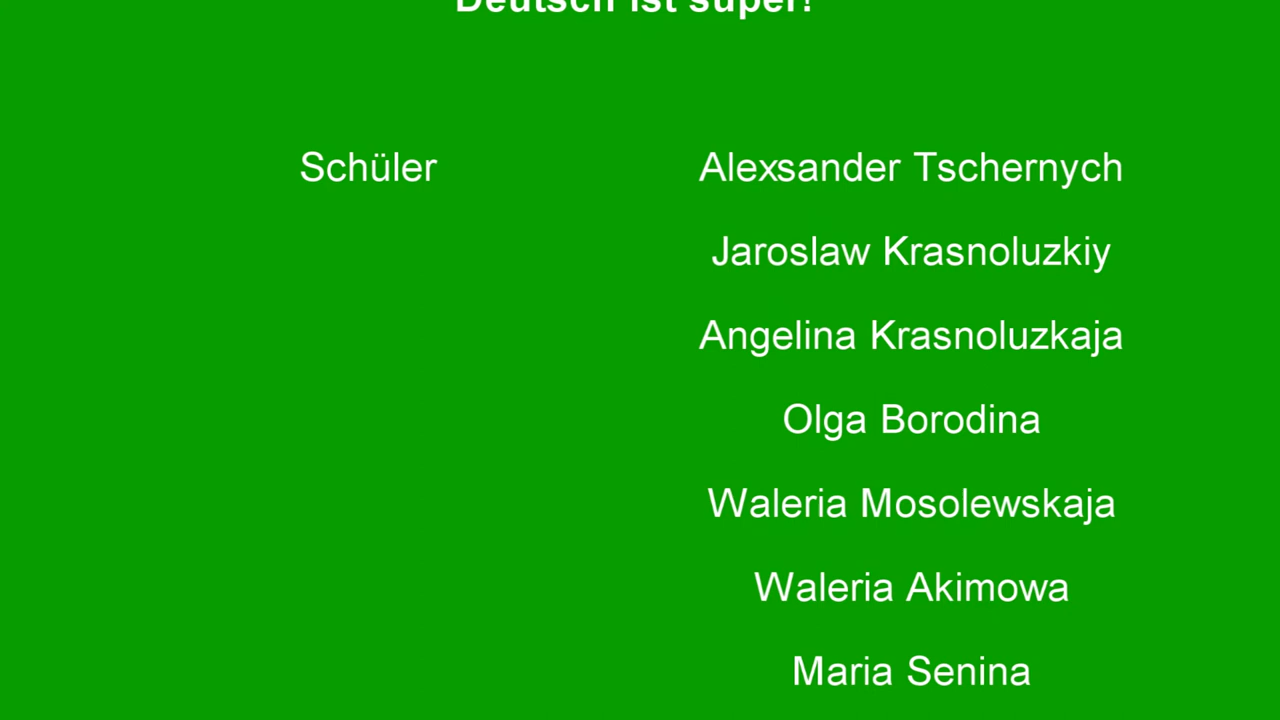 Deutsch ist super!
Schüler Alexsander Tschernych
Jaroslaw Krasnoluzkiy
Angelina Krasnoluzkaja
Olga Borodina
Waleria Mosolewskaja
Waleria Akimowa
Maria Senina